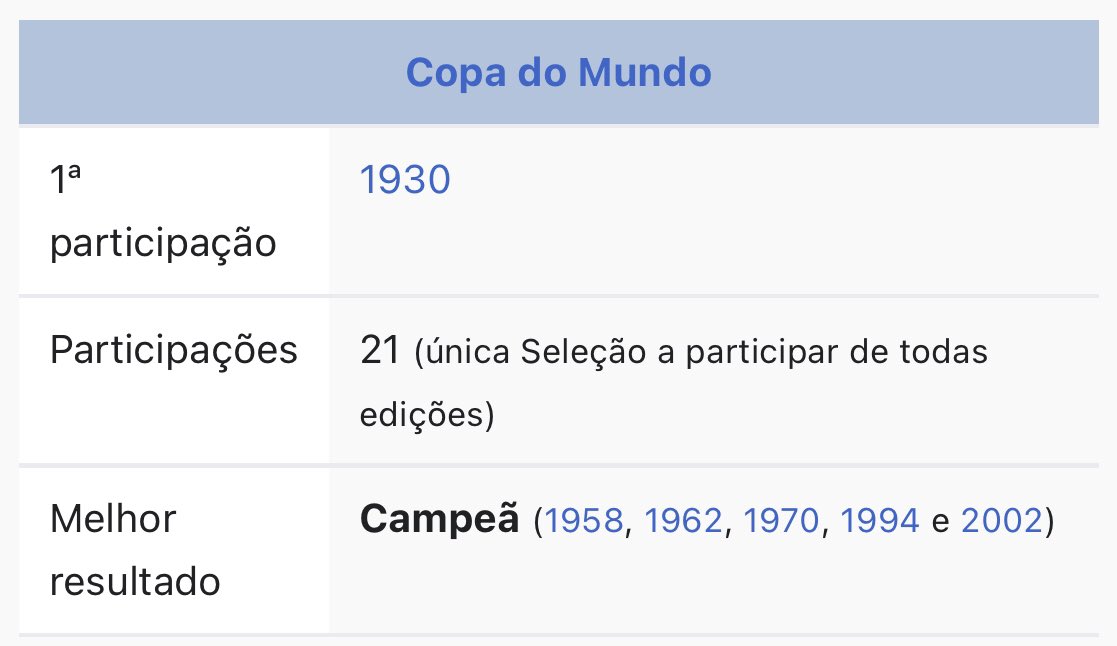 Copa do Mundo
1ª
participação
1930
Participações
21 (única Seleção a participar de todas
edições)
Melhor
resultado
Campeã (1958, 1962, 1970, 1994 e 2002)